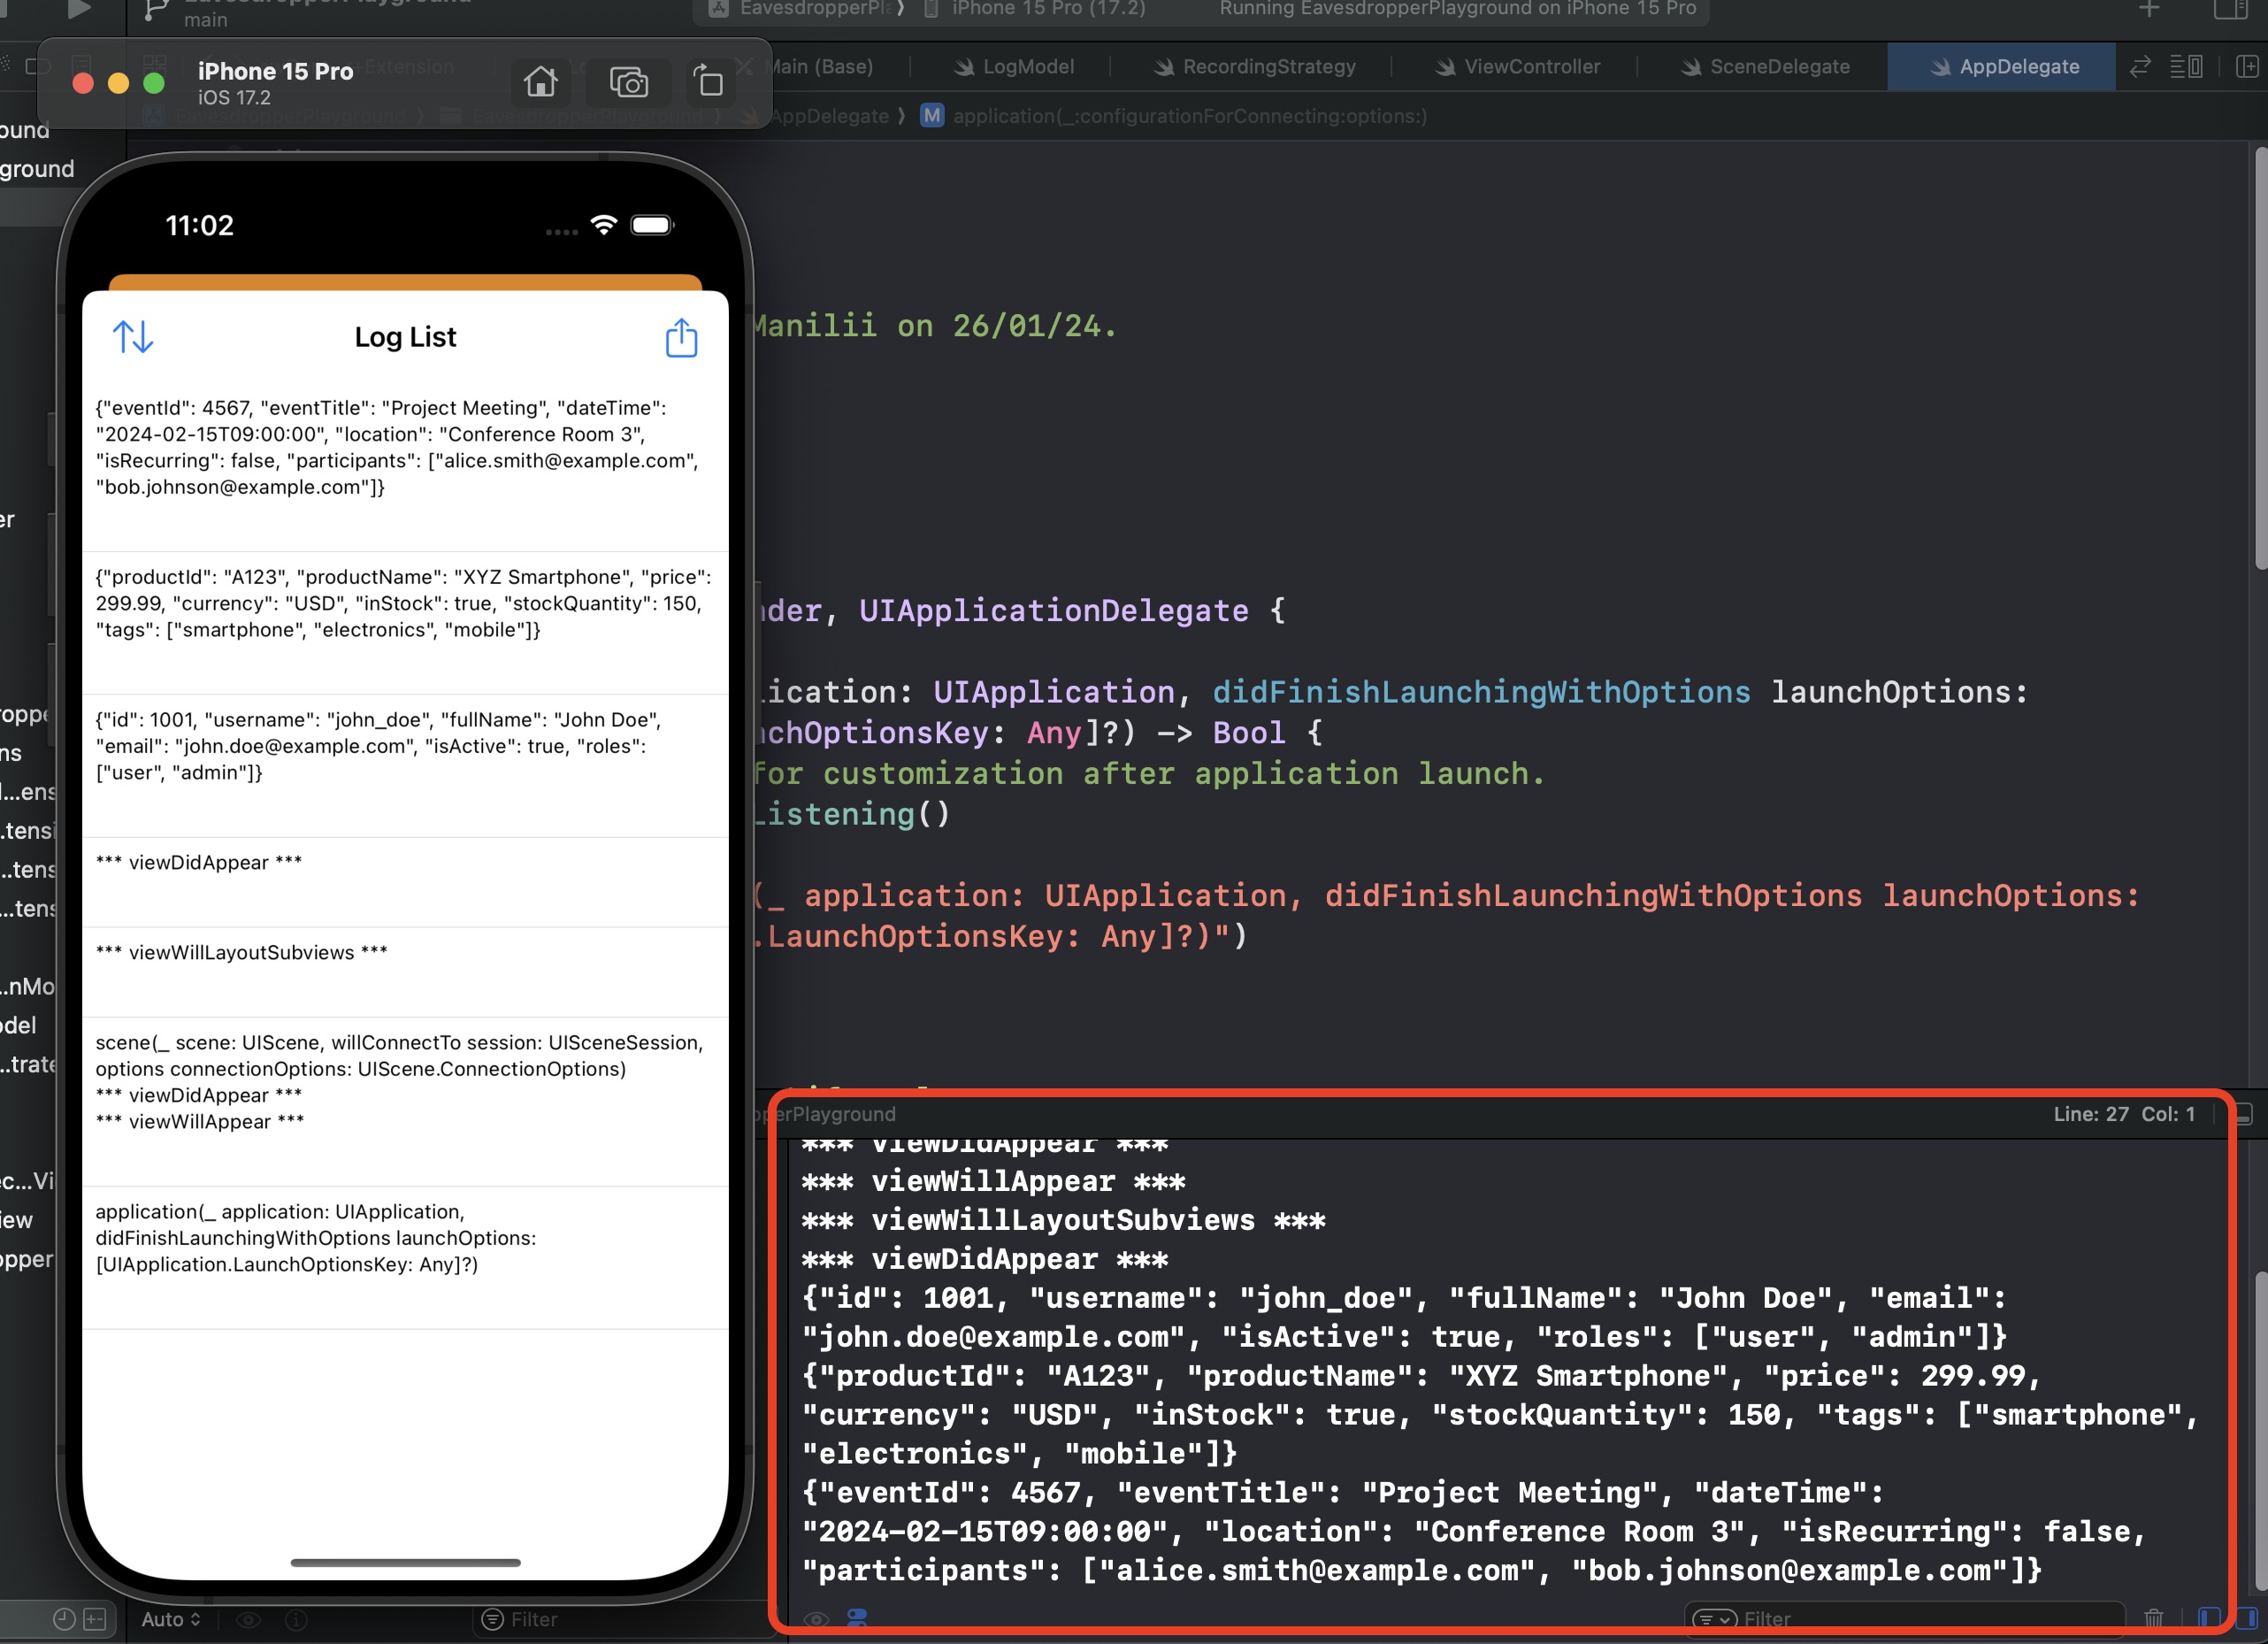 main
EavesdropperPla
iPhone 15 Pro (17.2)
Running EavesdropperPlayground on iPhone 15 Pro
iPhone 15 Pro
iOS 17.2
Extension
Main (Base)
LogModel
RecordingStrategy
ViewController
SceneDelegate
AppDelegate
EavesdropperPlayground
EavesdropperPlayground
AppDelegate
M
application(_:configurationForConnecting:options:)
ound
ground
er
ns
l...ens
.tensi
..tens
...tens
..nMo
odel
..trate
ec...Vi
iew
opper
11:02
Log List
{"eventId": 4567, "eventTitle": "Project Meeting", "dateTime":
"2024-02-15T09:00:00", "location": "Conference Room 3",
"isRecurring": false, "participants": ["alice.smith@example.com",
"bob.johnson@example.com"]}
{"productId": "A123", "productName": "XYZ Smartphone", "price":
299.99, "currency": "USD", "inStock": true, "stockQuantity": 150,
"tags": ["smartphone", "electronics", "mobile"]}
{"id": 1001, "username": "john_doe", "fullName": "John Doe",
"email": "john.doe@example.com", "isActive": true, "roles":
["user", "admin"]}
*** viewDidAppear ***
*** viewWillLayoutSubviews ***
scene(_ scene: UIScene, willConnectTo session: UISceneSession,
options connectionOptions: UIScene.ConnectionOptions)
*** viewDidAppear ***
*** viewWillAppear ***
application(_ application: UIApplication,
didFinishLaunchingWithOptions launchOptions:
[UIApplication.LaunchOptionsKey: Any]?)
Manilii on 26/01/24.
nder, UIApplicationDelegate {
lication: UIApplication, didFinishLaunchingWithOptions launchOptions:
nchOptionsKey: Any]?) -> Bool {
for customization after application launch.
Listening()
(_ application: UIApplication, didFinishLaunchingWithOptions launchOptions:
.LaunchOptionsKey: Any]?)")
pperPlayground
Line: 27 Col: 1
*** viewDidAppear ***
*** viewWillAppear ***
*** viewWillLayoutSubviews ***
*** viewDidAppear ***
{"id": 1001, "username": "john_doe", "fullName": "John Doe", "email":
"john.doe@example.com", "isActive": true, "roles": ["user", "admin"]}
{"productId": "A123", "productName": "XYZ Smartphone", "price": 299.99,
"currency": "USD", "inStock": true, "stockQuantity": 150, "tags": ["smartphone",
"electronics", "mobile"]}
{"eventId": 4567, "eventTitle": "Project Meeting", "dateTime":
"2024-02-15T09:00:00", "location": "Conference Room 3", "isRecurring": false,
"participants": ["alice.smith@example.com", "bob.johnson@example.com"]}
Auto
Filter
Filter